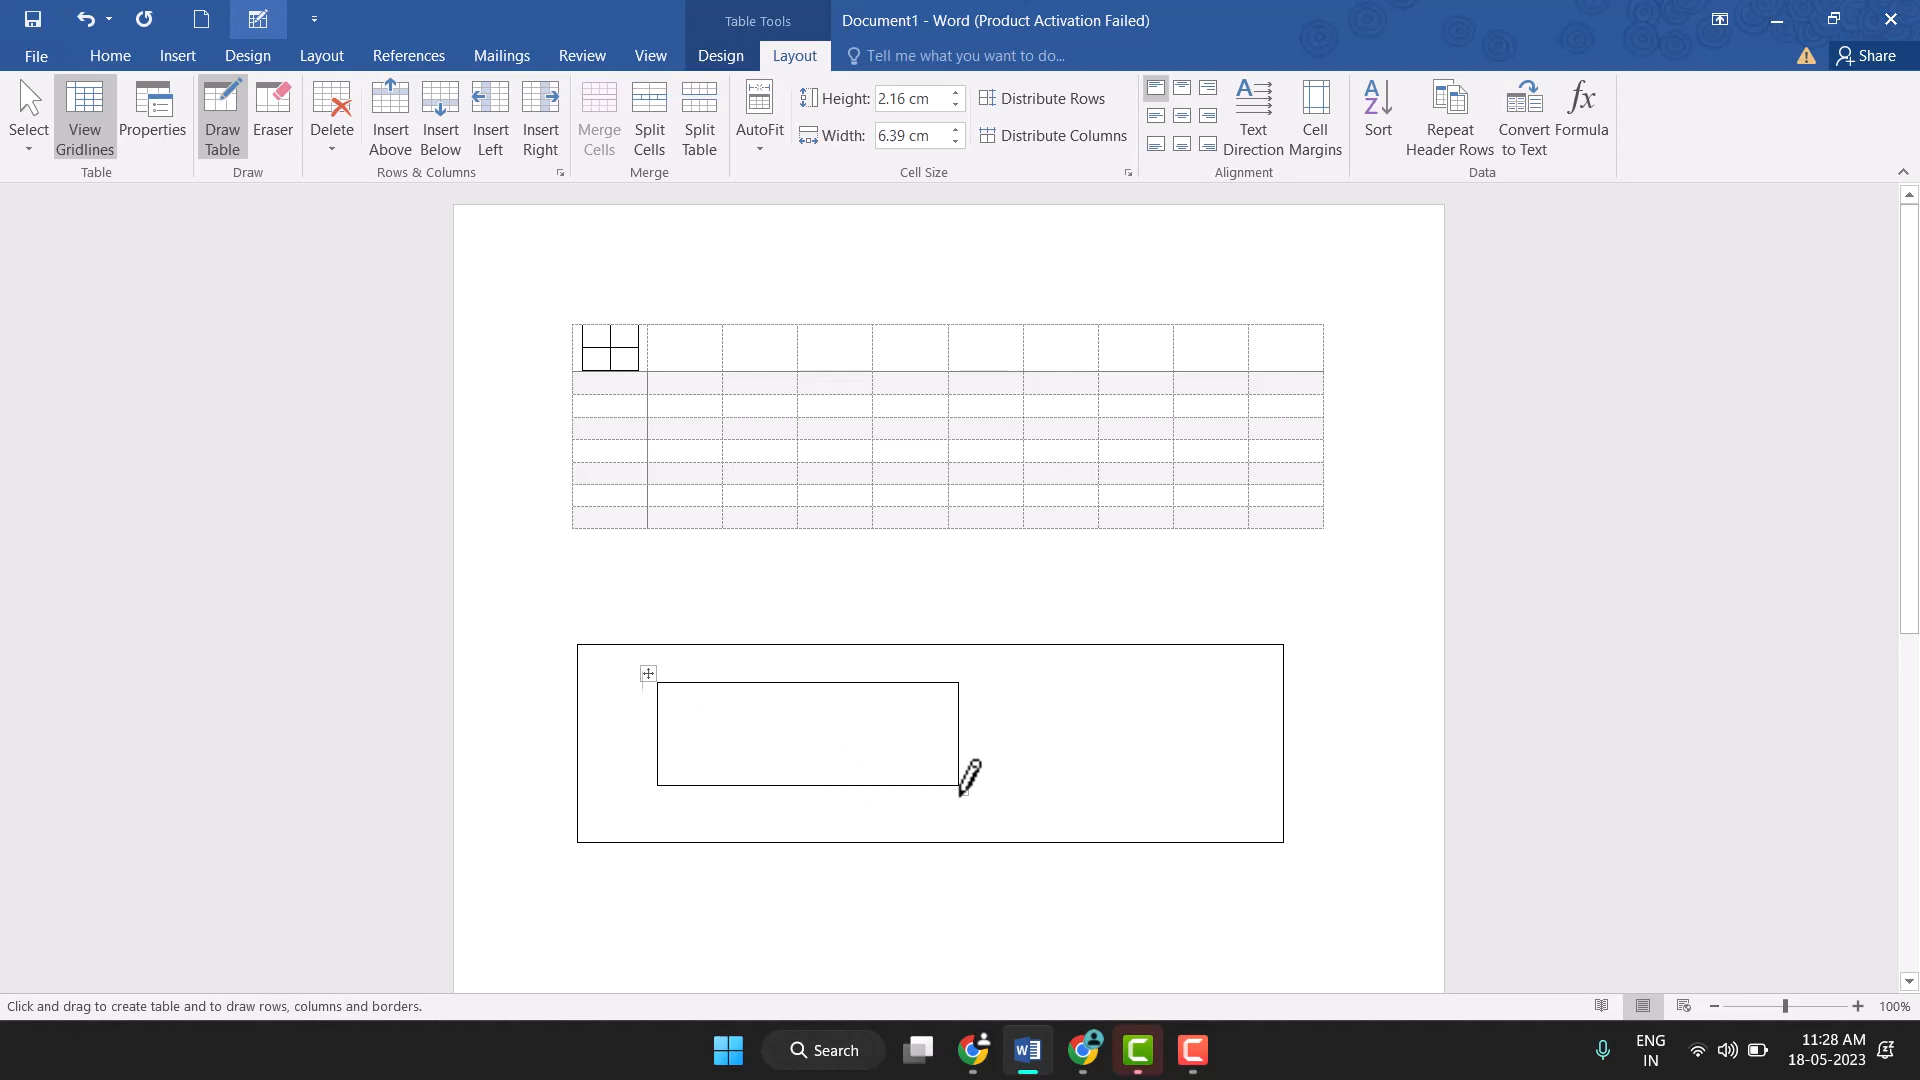 Table Tools
Document1 - Word (Product Activation Failed)
File Home Insert Design Layout References Mailings Review View Design Layout Tell me what you want to do... Share
Select
View Gridlines
Properties
Draw Table
Eraser
Delete
Insert Above
Insert Below
Insert Left
Insert Right
Merge Cells
Split Cells
Split Table
AutoFit
Height: 2.16 cm
Width: 6.39 cm
Distribute Rows
Distribute Columns
Text Direction
Cell Margins
Sort
Repeat Header Rows
Convert to Text
Formula
Table Draw Rows & Columns Merge Cell Size Alignment Data
Click and drag to create table and to draw rows, columns and borders.
100%
Search
ENG
IN
11:28 AM
18-05-2023